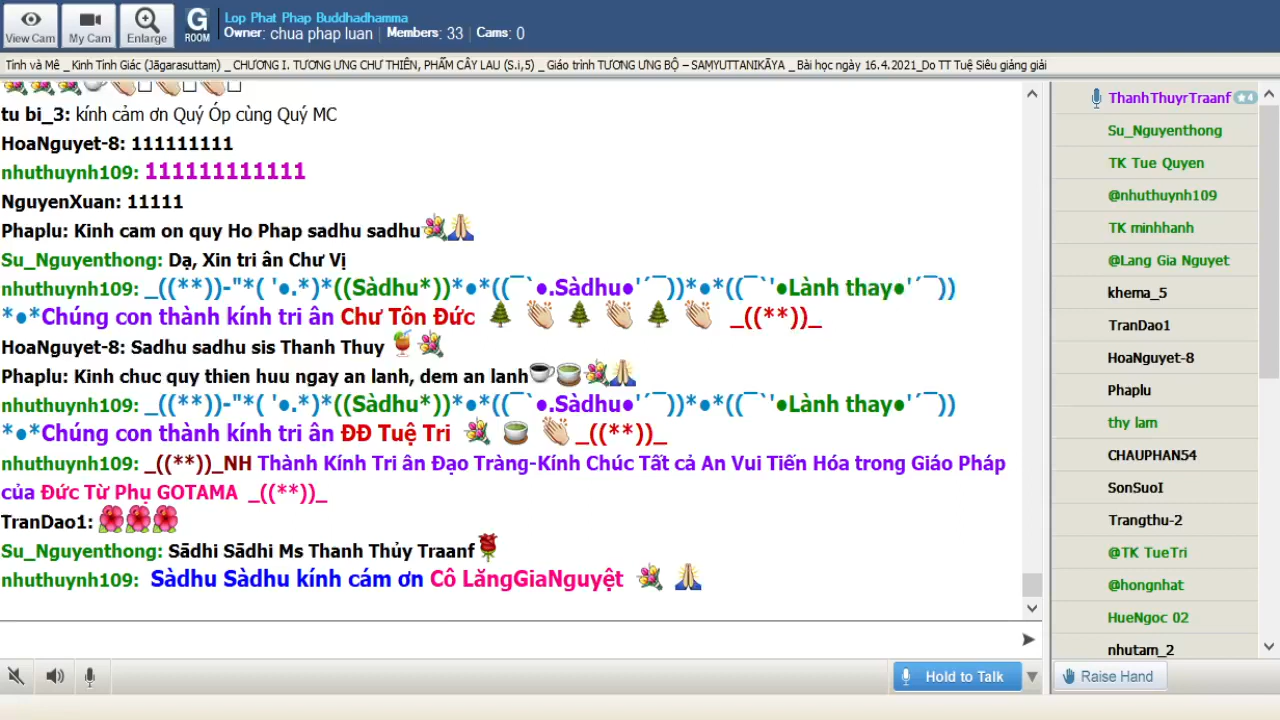 View Cam
My Cam
Enlarge
G
ROOM
Lop Phat Phap Buddhadhamma
Owner: chua phap luan | Members: 33 | Cams: 0
Tỉnh và Mê _ Kinh Tỉnh Giác (Jāgarasuttaṃ) _ CHƯƠNG I. TƯƠNG ƯNG CHƯ THIÊN, PHẨM CÂY LAU (S.i,5) _ Giáo trình TƯƠNG ƯNG BỘ – SAṂYUTTANIKĀYA _ Bài học ngày 16.4.2021_Do TT Tuệ Siêu giảng giải
tu bi_3: kính cảm ơn Quý Óp cùng Quý MC
HoaNguyet-8: 111111111
nhuthuynh109: 111111111111
NguyenXuan: 11111
Phaplu: Kinh cam on quy Ho Phap sadhu sadhu💐🙏
Su_Nguyenthong: Dạ, Xin tri ân Chư Vị
nhuthuynh109: _((**))-"*( '●.*)*((Sàdhu*))*●*((¯`●.Sàdhu●'´¯))*●*((¯`'●Lành thay●'´¯))
*●*Chúng con thành kính tri ân Chư Tôn Đức 🌲 👏 🌲 👏 🌲 👏 _((**))_
HoaNguyet-8: Sadhu sadhu sis Thanh Thuy 🍹💐
Phaplu: Kinh chuc quy thien huu ngay an lanh, dem an lanh☕🍵💐🙏
nhuthuynh109: _((**))-"*( '●.*)*((Sàdhu*))*●*((¯`●.Sàdhu●'´¯))*●*((¯`'●Lành thay●'´¯))
*●*Chúng con thành kính tri ân ĐĐ Tuệ Tri 💐 🍵 👏 _((**))_
nhuthuynh109: _((**))_NH Thành Kính Tri ân Đạo Tràng-Kính Chúc Tất cả An Vui Tiến Hóa trong Giáo Pháp
của Đức Từ Phụ GOTAMA _((**))_
TranDao1: 🌺🌺🌺
Su_Nguyenthong: Sādhi Sādhi Ms Thanh Thủy Traanf🌹
nhuthuynh109: Sàdhu Sàdhu kính cám ơn Cô LăngGiaNguyệt 💐 🙏
Hold to Talk
ThanhThuyrTraanf ★4
Su_Nguyenthong
TK Tue Quyen
@nhuthuynh109
TK minhhanh
@Lang Gia Nguyet
khema_5
TranDao1
HoaNguyet-8
Phaplu
thy lam
CHAUPHAN54
SonSuoI
Trangthu-2
@TK TueTri
@hongnhat
HueNgoc 02
nhutam_2
Raise Hand